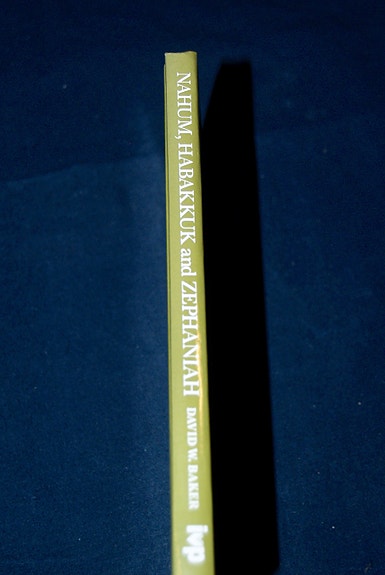 NAHUM, HABAKKUK and ZEPHANIAH
DAVID W. BAKER
ivp